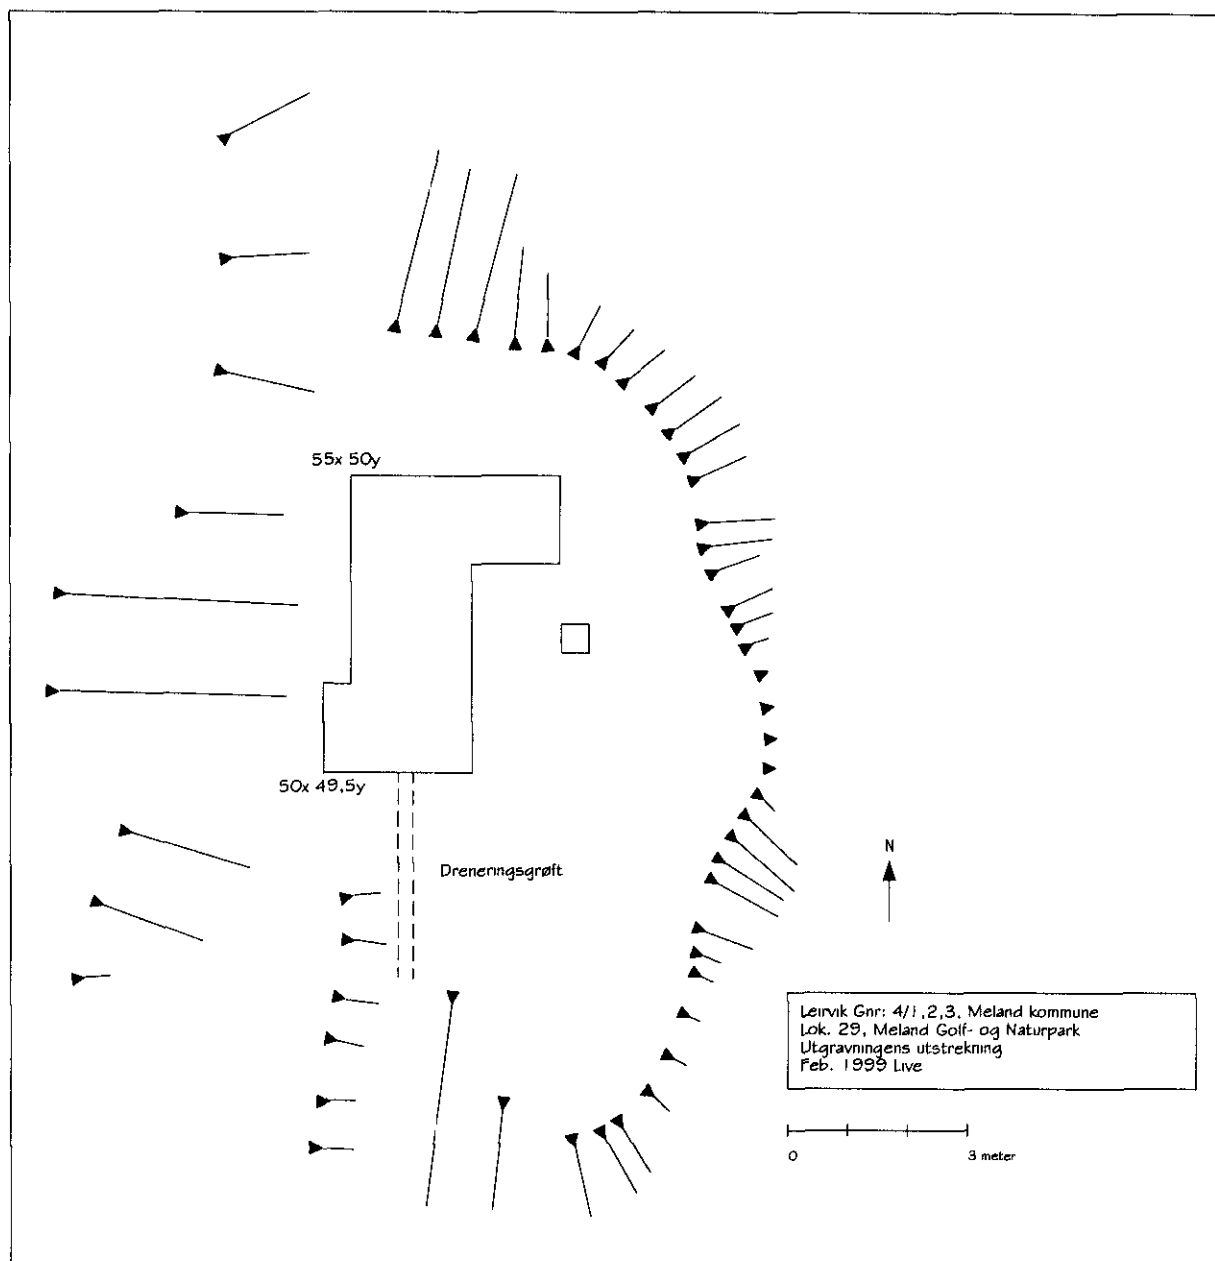 55x 50y
50x 49,5y
Dreneringsgrøft
N
Leirvik Gnr: 4/1,2,3, Meland kommune
Lok. 29, Meland Golf- og Naturpark
Utgravningens utstrekning
Feb. 1999 Live
0 3 meter